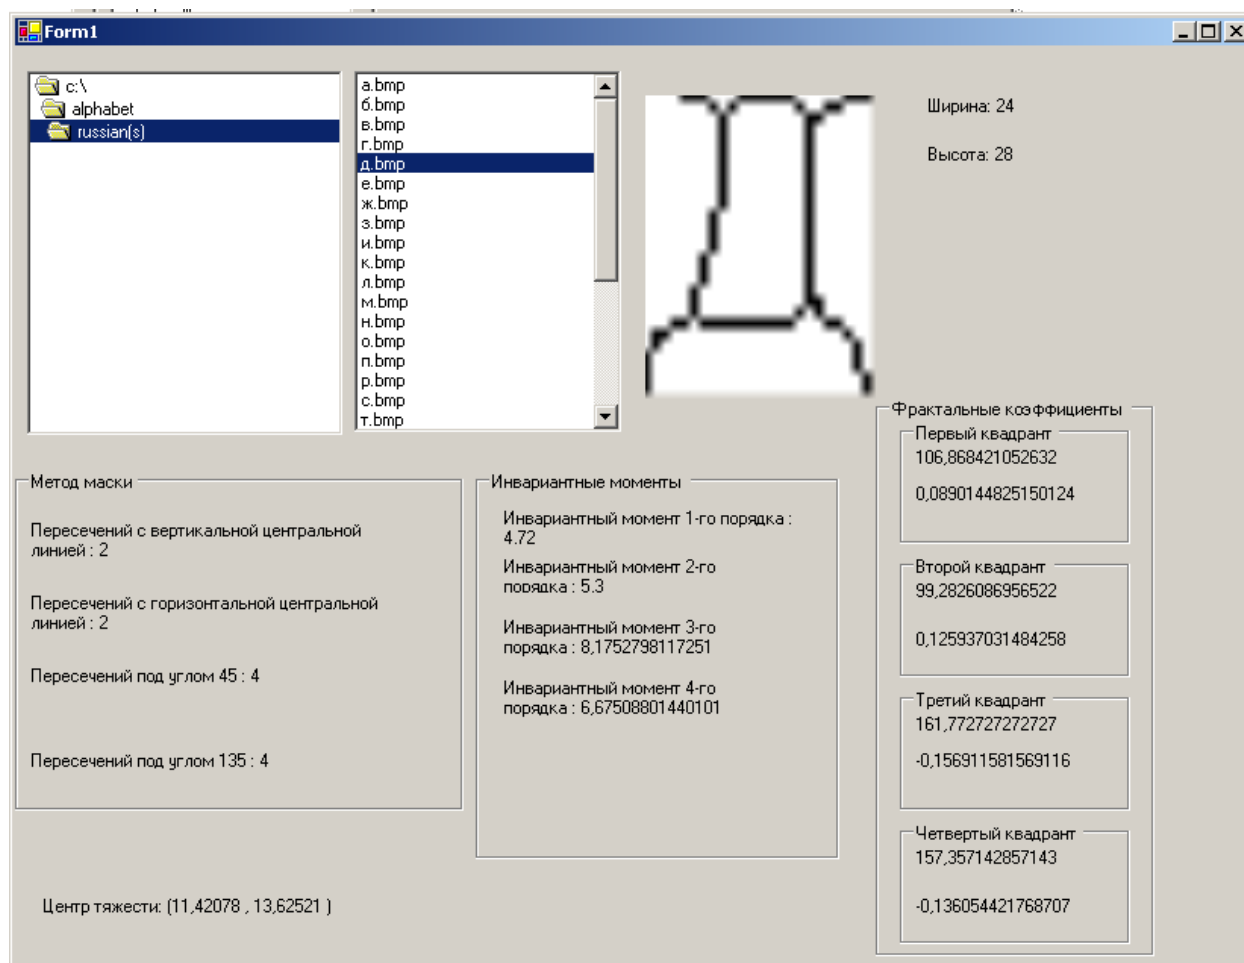 Form1
c:\
alphabet
russian(s)
а.bmp
б.bmp
в.bmp
г.bmp
д.bmp
е.bmp
ж.bmp
з.bmp
и.bmp
к.bmp
л.bmp
м.bmp
н.bmp
о.bmp
п.bmp
р.bmp
с.bmp
т.bmp
Ширина: 24
Высота: 28
Метод маски
Пересечений с вертикальной центральной
линией : 2
Пересечений с горизонтальной центральной
линией : 2
Пересечений под углом 45 : 4
Пересечений под углом 135 : 4
Инвариантные моменты
Инвариантный момент 1-го порядка :
4.72
Инвариантный момент 2-го
порядка : 5.3
Инвариантный момент 3-го
порядка : 8,1752798117251
Инвариантный момент 4-го
порядка : 6,67508801440101
Фрактальные коэффициенты
Первый квадрант
106,868421052632
0,0890144825150124
Второй квадрант
99,2826086956522
0,125937031484258
Третий квадрант
161,772727272727
-0,156911581569116
Четвертый квадрант
157,357142857143
-0,136054421768707
Центр тяжести: (11,42078 , 13,62521 )